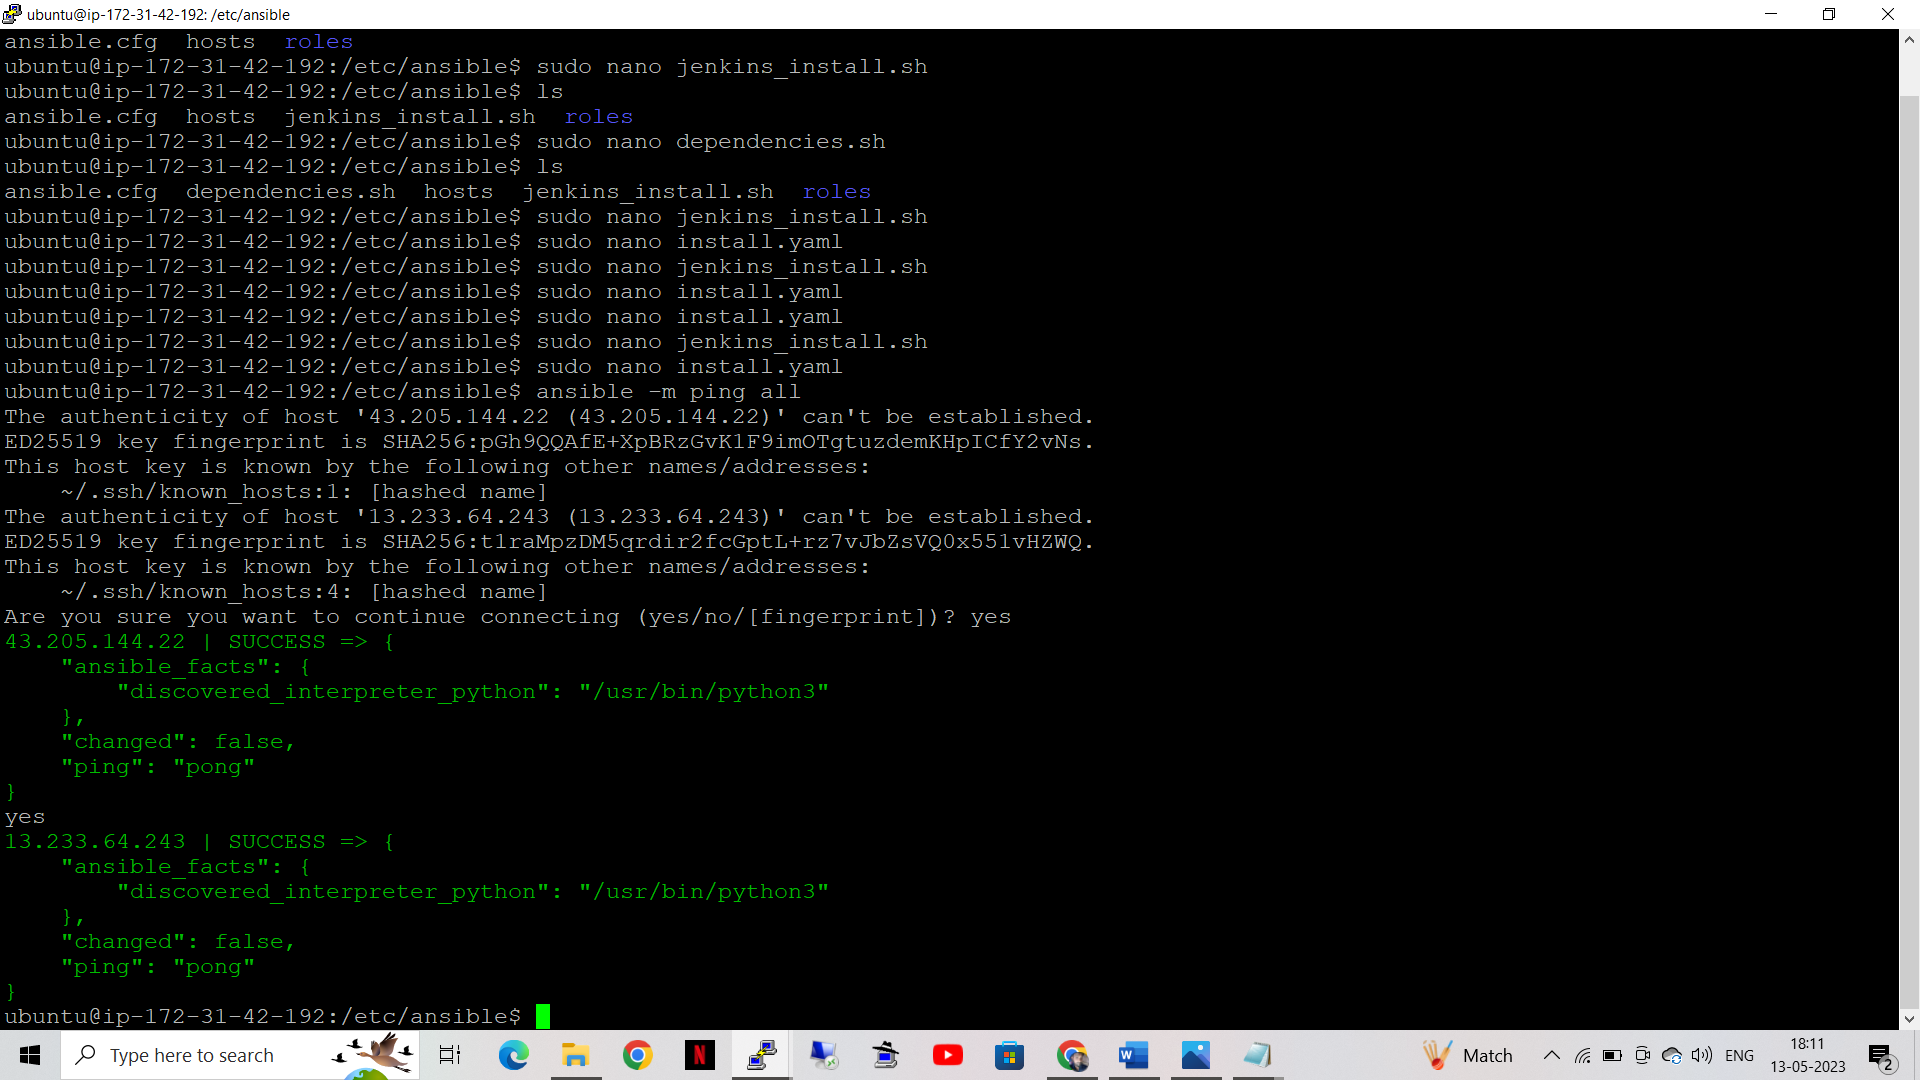 ubuntu@ip-172-31-42-192: /etc/ansible
ansible.cfg  hosts  roles
ubuntu@ip-172-31-42-192:/etc/ansible$ sudo nano jenkins_install.sh
ubuntu@ip-172-31-42-192:/etc/ansible$ ls
ansible.cfg  hosts  jenkins_install.sh  roles
ubuntu@ip-172-31-42-192:/etc/ansible$ sudo nano dependencies.sh
ubuntu@ip-172-31-42-192:/etc/ansible$ ls
ansible.cfg  dependencies.sh  hosts  jenkins_install.sh  roles
ubuntu@ip-172-31-42-192:/etc/ansible$ sudo nano jenkins_install.sh
ubuntu@ip-172-31-42-192:/etc/ansible$ sudo nano install.yaml
ubuntu@ip-172-31-42-192:/etc/ansible$ sudo nano jenkins_install.sh
ubuntu@ip-172-31-42-192:/etc/ansible$ sudo nano install.yaml
ubuntu@ip-172-31-42-192:/etc/ansible$ sudo nano install.yaml
ubuntu@ip-172-31-42-192:/etc/ansible$ sudo nano jenkins_install.sh
ubuntu@ip-172-31-42-192:/etc/ansible$ sudo nano install.yaml
ubuntu@ip-172-31-42-192:/etc/ansible$ ansible -m ping all
The authenticity of host '43.205.144.22 (43.205.144.22)' can't be established.
ED25519 key fingerprint is SHA256:pGh9QQAfE+XpBRzGvK1F9imOTgtuzdemKHpICfY2vNs.
This host key is known by the following other names/addresses:
    ~/.ssh/known_hosts:1: [hashed name]
The authenticity of host '13.233.64.243 (13.233.64.243)' can't be established.
ED25519 key fingerprint is SHA256:t1raMpzDM5qrdir2fcGptL+rz7vJbZsVQ0x551vHZWQ.
This host key is known by the following other names/addresses:
    ~/.ssh/known_hosts:4: [hashed name]
Are you sure you want to continue connecting (yes/no/[fingerprint])? yes
43.205.144.22 | SUCCESS => {
    "ansible_facts": {
        "discovered_interpreter_python": "/usr/bin/python3"
    },
    "changed": false,
    "ping": "pong"
}
yes
13.233.64.243 | SUCCESS => {
    "ansible_facts": {
        "discovered_interpreter_python": "/usr/bin/python3"
    },
    "changed": false,
    "ping": "pong"
}
ubuntu@ip-172-31-42-192:/etc/ansible$
Type here to search
N
W
Match
ENG
18:11
13-05-2023
2